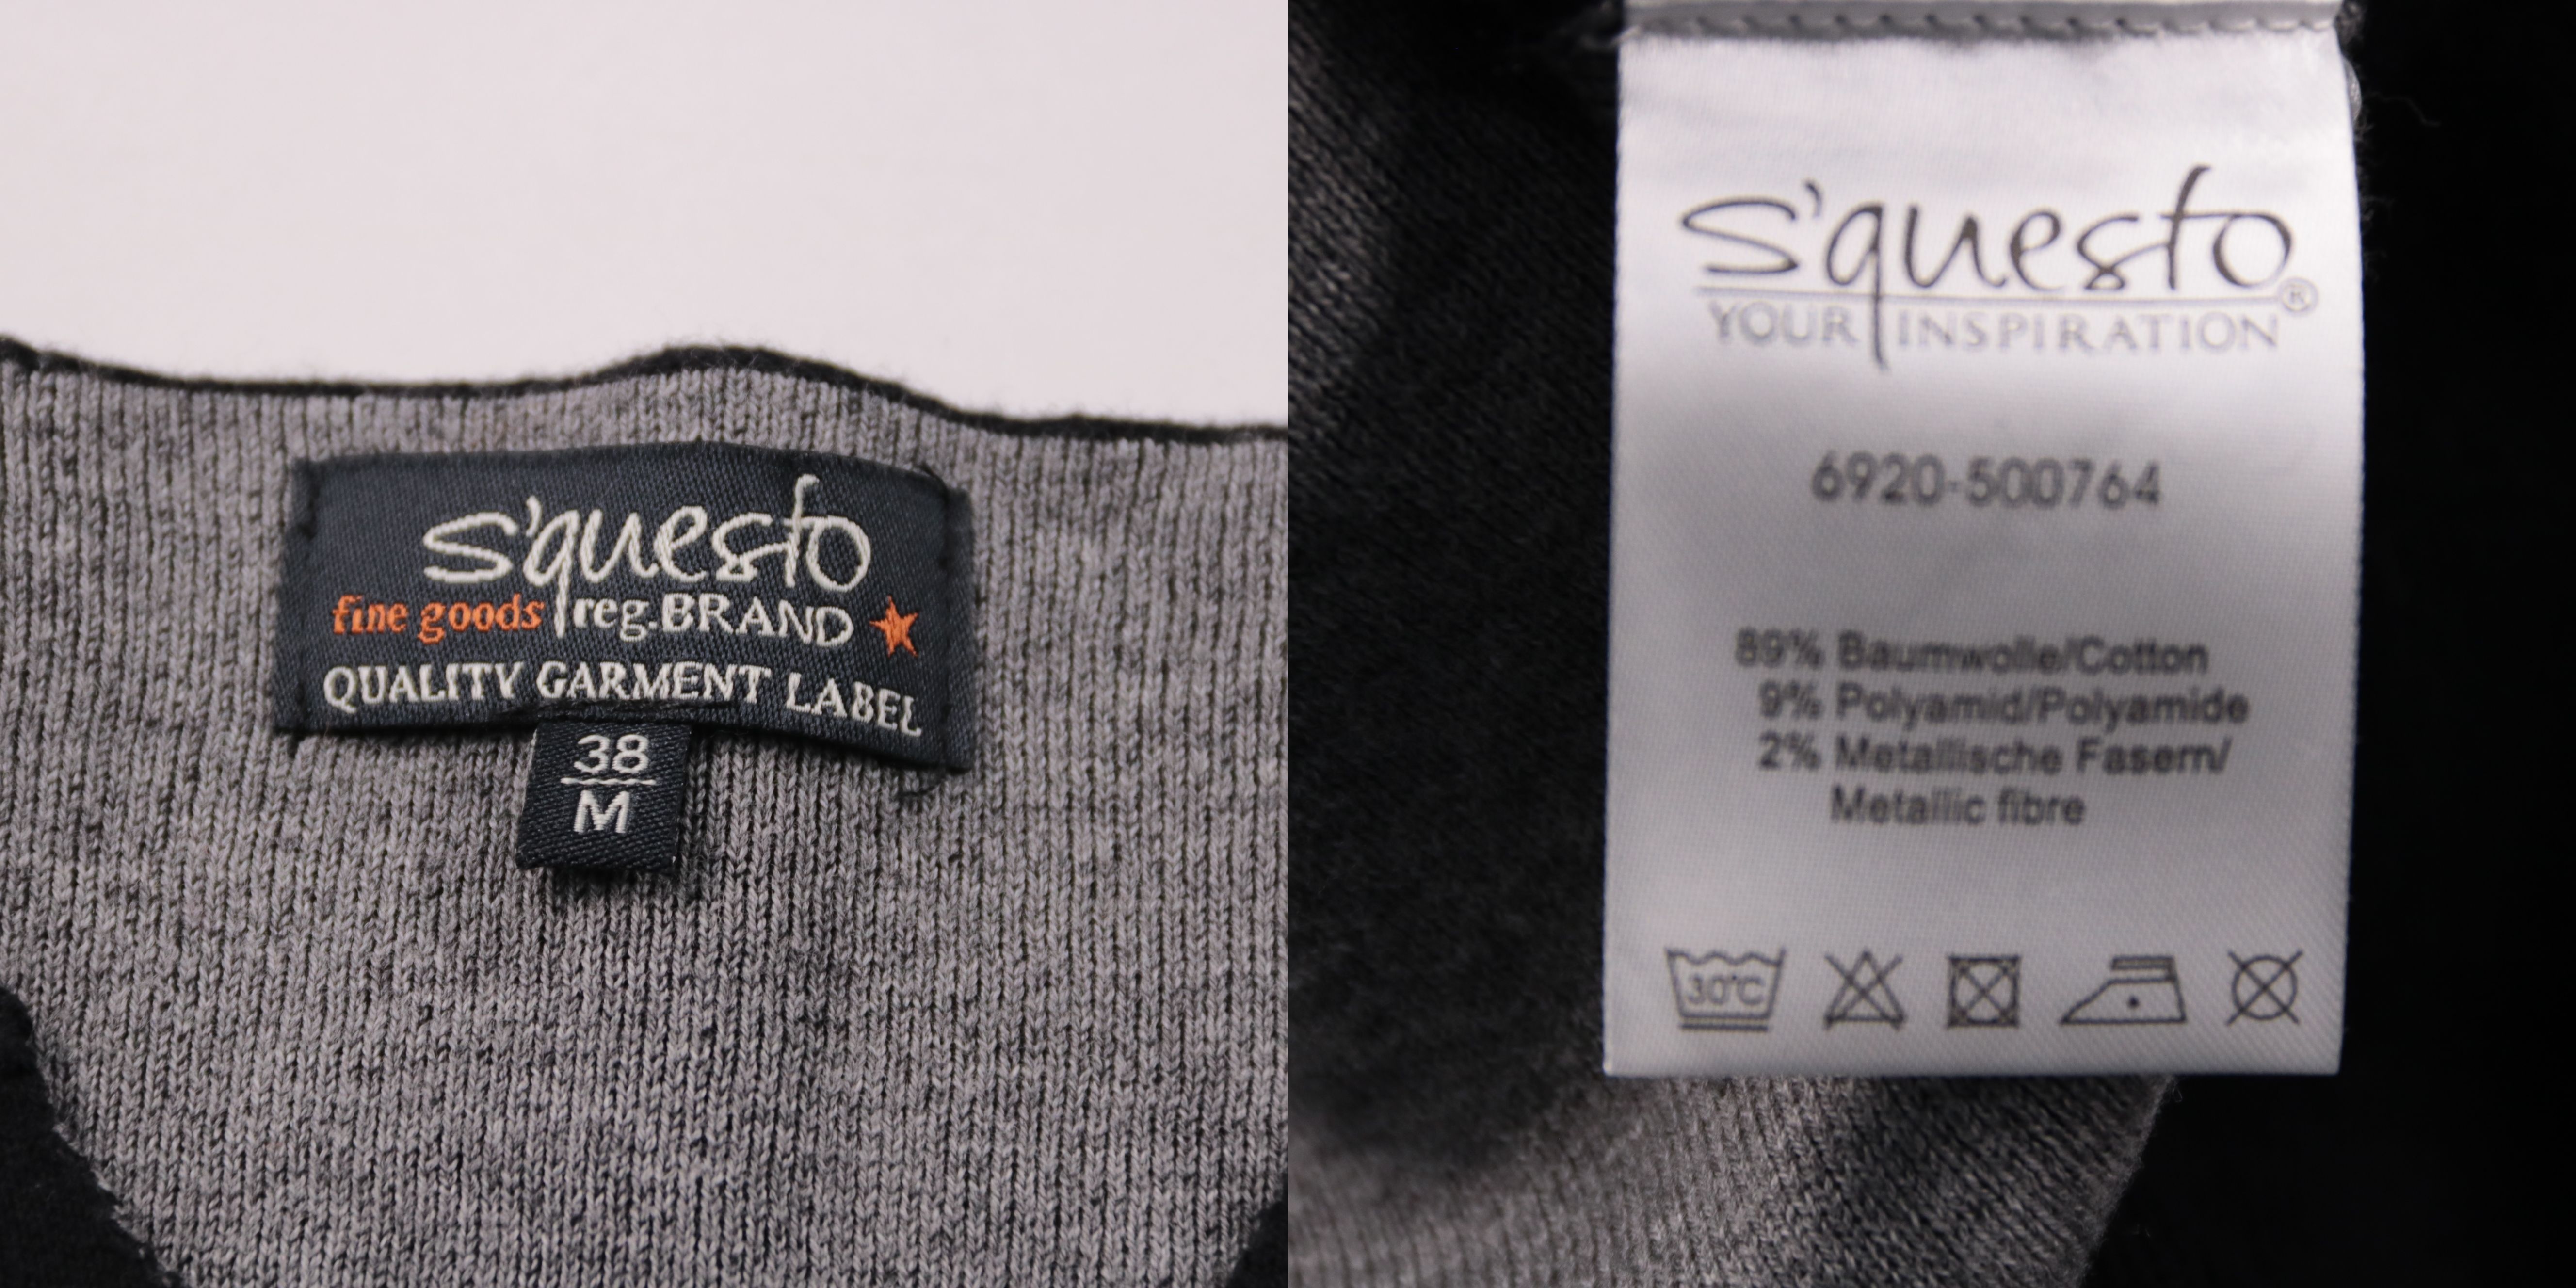 s'questo
fine goods reg.BRAND
QUALITY GARMENT LABEL
38
M
s'questo®
YOUR INSPIRATION
6920-500764
89% Baumwolle/Cotton
9% Polyamid/Polyamide
2% Metallische Fasern/
Metallic fibre
30°C